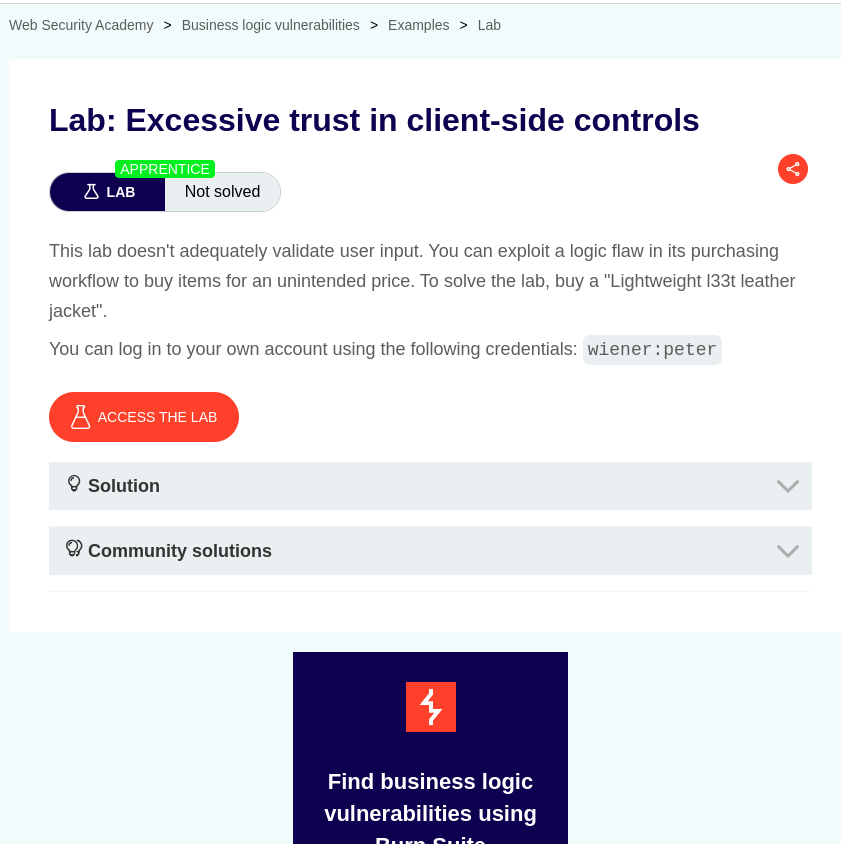 Web Security Academy > Business logic vulnerabilities > Examples > Lab
Lab: Excessive trust in client-side controls
APPRENTICE
LAB Not solved
This lab doesn't adequately validate user input. You can exploit a logic flaw in its purchasing
workflow to buy items for an unintended price. To solve the lab, buy a "Lightweight l33t leather
jacket".
You can log in to your own account using the following credentials: wiener:peter
ACCESS THE LAB
Solution
Community solutions
Find business logic
vulnerabilities using
Burp Suite